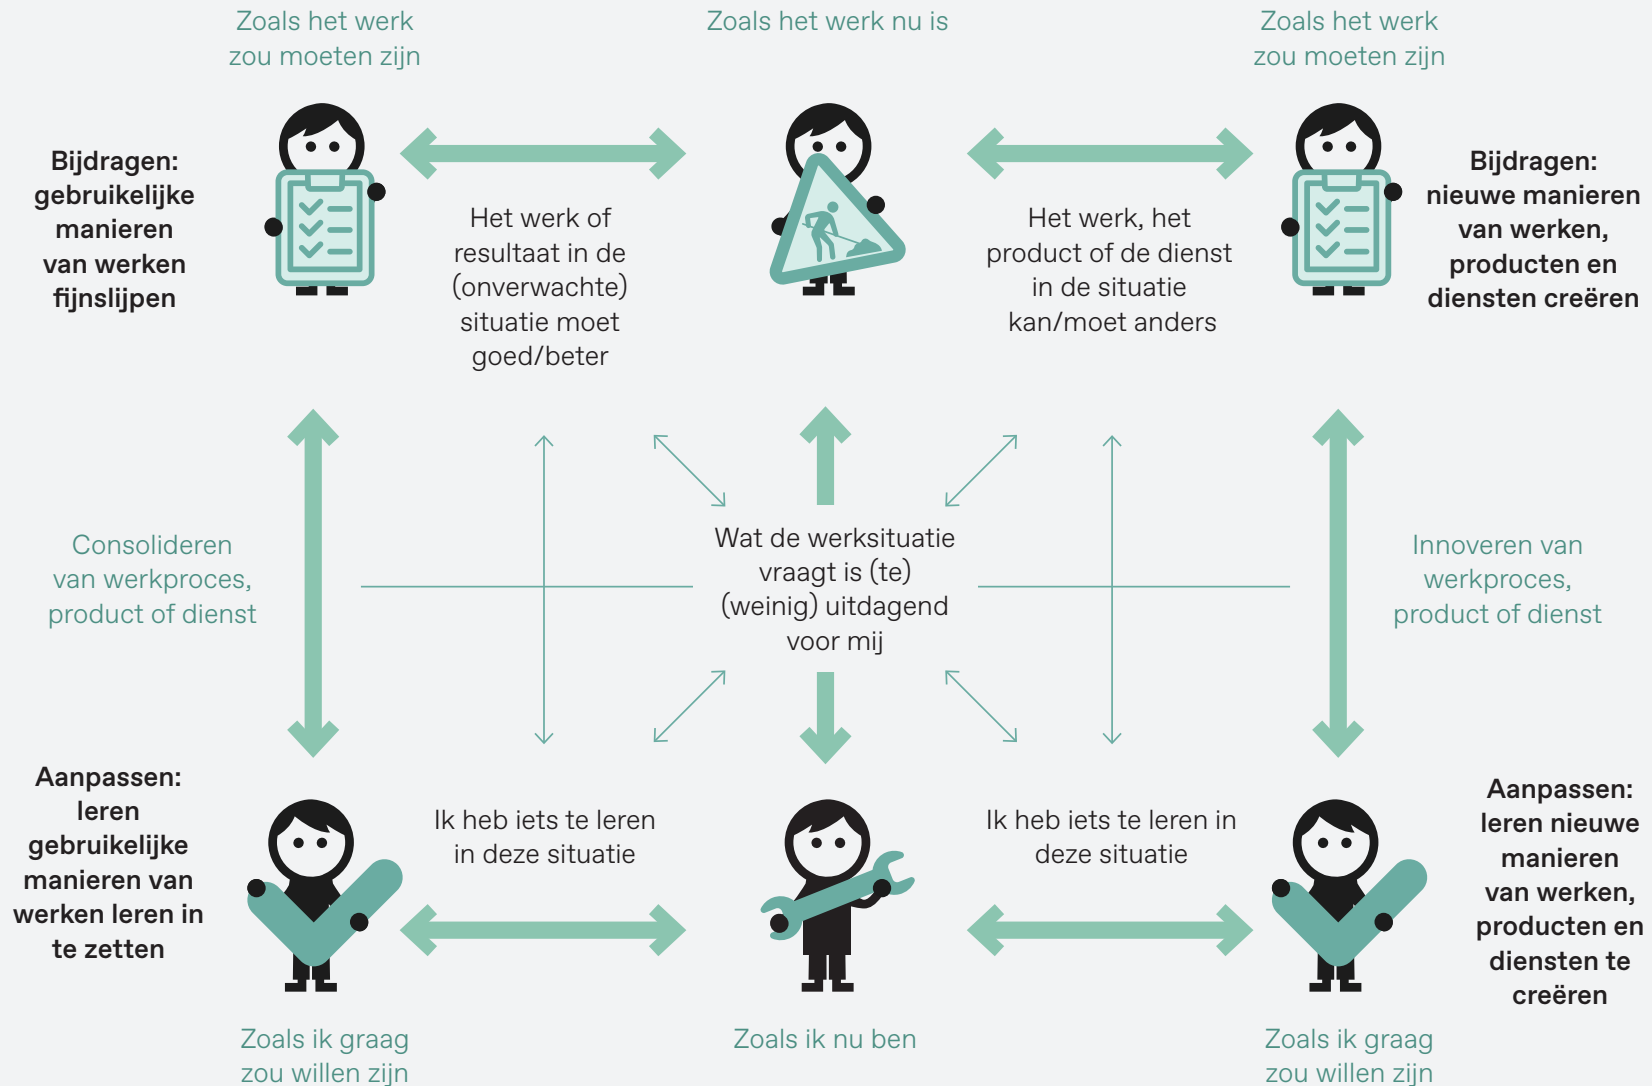 Zoals het werk
zou moeten zijn
Zoals het werk nu is
Zoals het werk
zou moeten zijn
Bijdragen:
gebruikelijke
manieren
van werken
fijnslijpen
Het werk of
resultaat in de
(onverwachte)
situatie moet
goed/beter
Het werk, het
product of de dienst
in de situatie
kan/moet anders
Bijdragen:
nieuwe manieren
van werken,
producten en
diensten creëren
Consolideren
van werkproces,
product of dienst
Wat de werksituatie
vraagt is (te)
(weinig) uitdagend
voor mij
Innoveren van
werkproces,
product of dienst
Aanpassen:
leren
gebruikelijke
manieren van
werken leren in
te zetten
Ik heb iets te leren
in deze situatie
Ik heb iets te leren in
deze situatie
Aanpassen:
leren nieuwe
manieren
van werken,
producten en
diensten te
creëren
Zoals ik graag
zou willen zijn
Zoals ik nu ben
Zoals ik graag
zou willen zijn